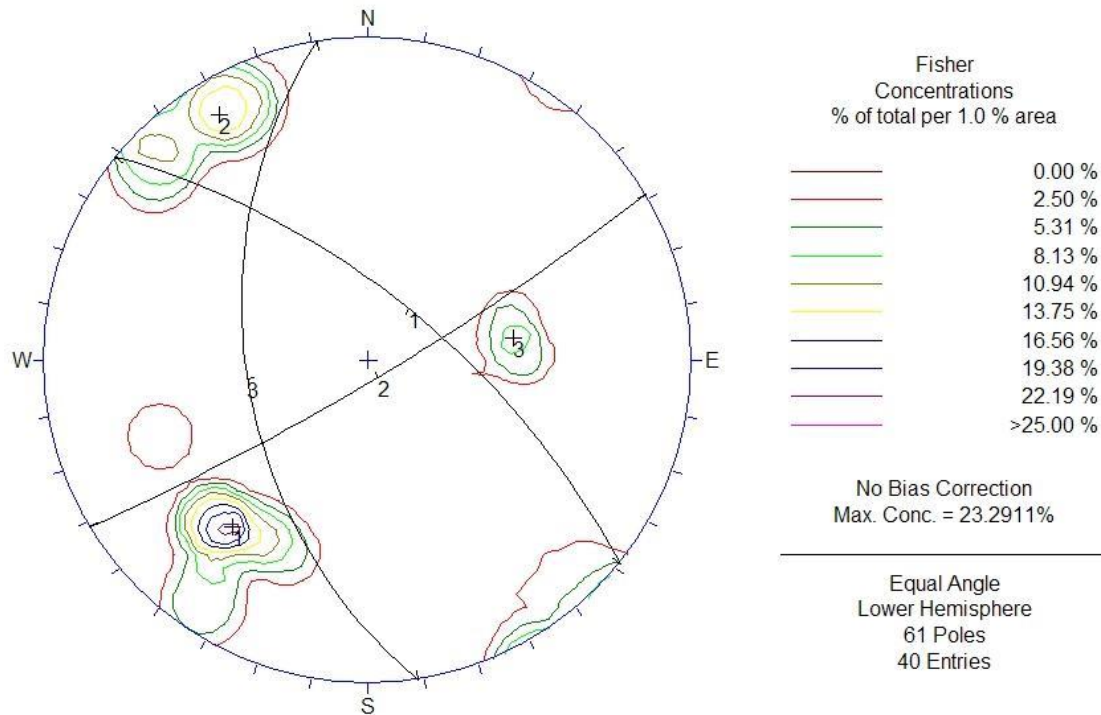 N
2
1
W
E
3
3
2
1
S
Fisher
Concentrations
% of total per 1.0 % area
0.00 %
2.50 %
5.31 %
8.13 %
10.94 %
13.75 %
16.56 %
19.38 %
22.19 %
>25.00 %
No Bias Correction
Max. Conc. = 23.2911%
Equal Angle
Lower Hemisphere
61 Poles
40 Entries